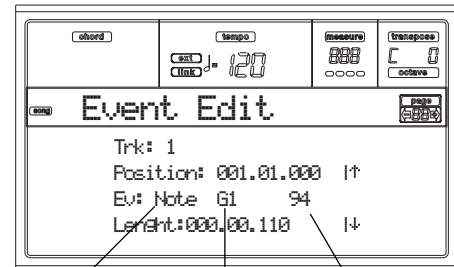 chord tempo measure transpose
ext
link ♩= 120 888 C 0
octave
song Event Edit page
88
Trk: 1
Position: 001.01.000 |↑
Ev: Note G1 94
Lenght:000.00.110 |↓